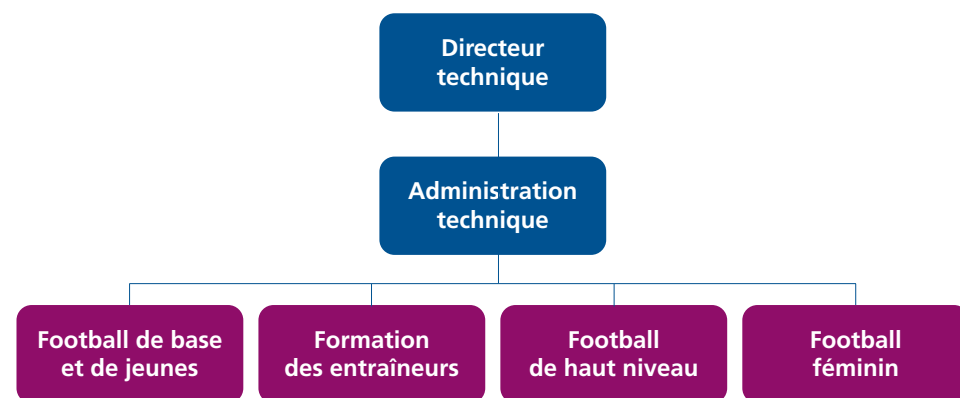 Directeur
technique
Administration
technique
Football de base
et de jeunes
Formation
des entraîneurs
Football
de haut niveau
Football
féminin